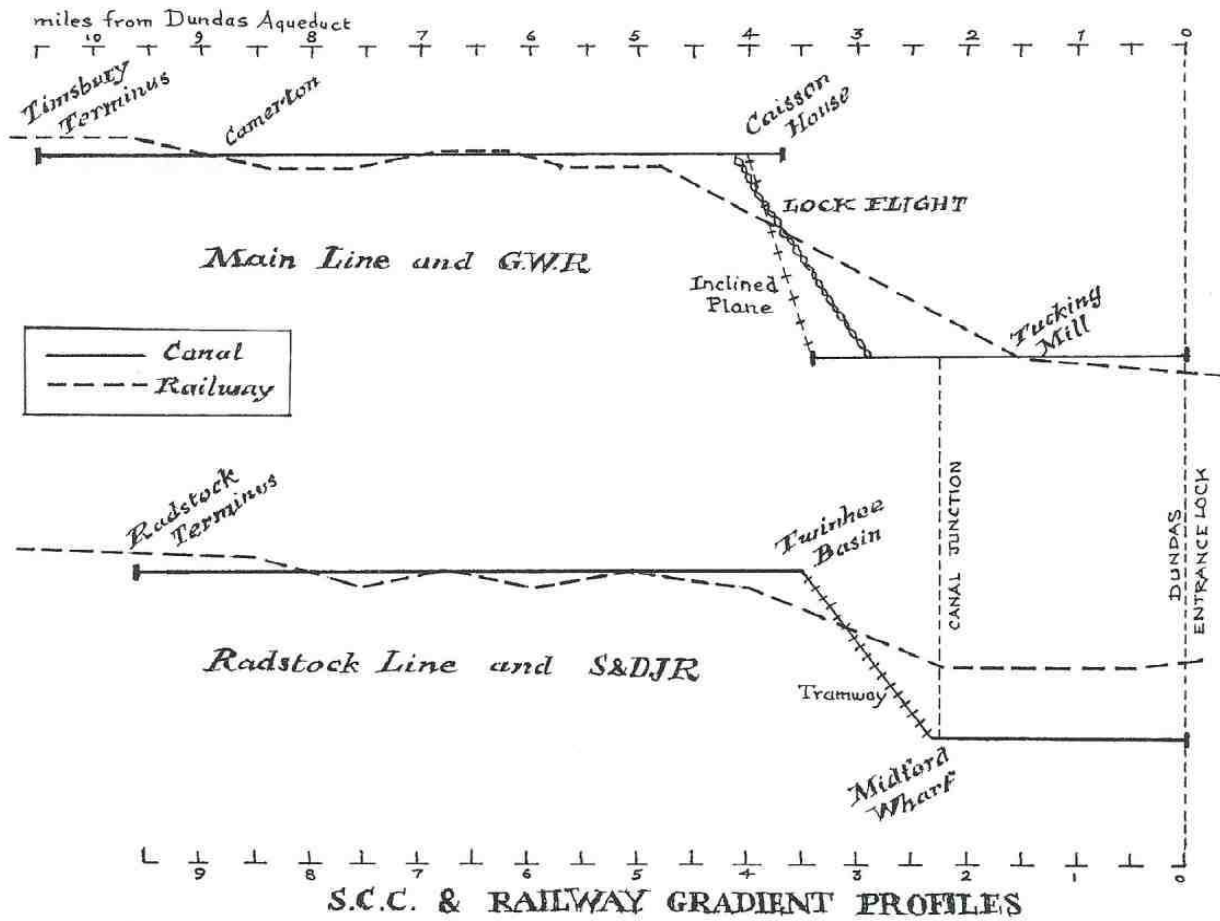 miles from Dundas Aqueduct
10 9 8 7 6 5 4 3 2 1 0
Timsbury
Terminus
Camerton
Caisson
House
LOCK FLIGHT
Main Line and G.W.R
Inclined
Plane
Tucking
Mill
Canal
Railway
Radstock
Terminus
Twinhoe
Basin
CANAL JUNCTION
DUNDAS
ENTRANCE LOCK
Radstock Line and S&DJR
Tramway
Midford
Wharf
9 8 7 6 5 4 3 2 1 0
S.C.C. & RAILWAY GRADIENT PROFILES